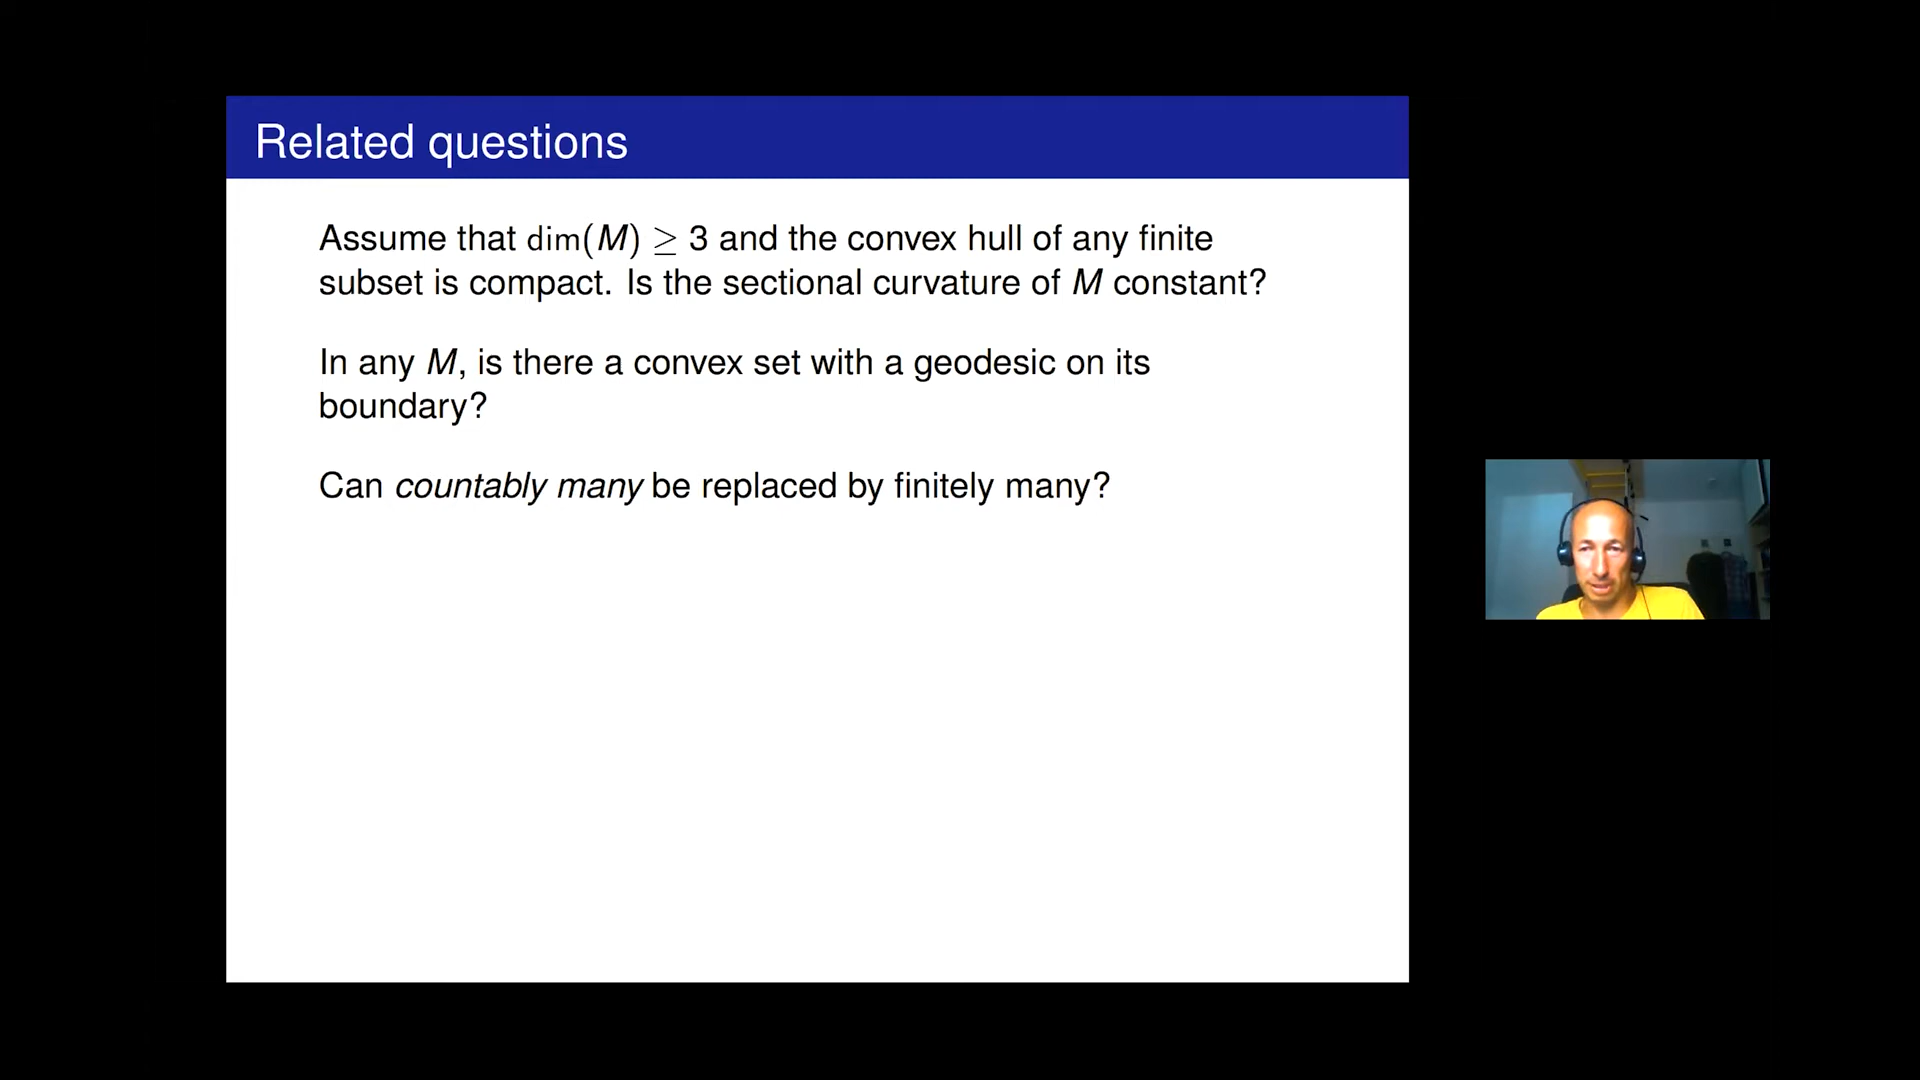 Related questions
Assume that dim(M) ≥ 3 and the convex hull of any finite
subset is compact. Is the sectional curvature of M constant?
In any M, is there a convex set with a geodesic on its
boundary?
Can countably many be replaced by finitely many?